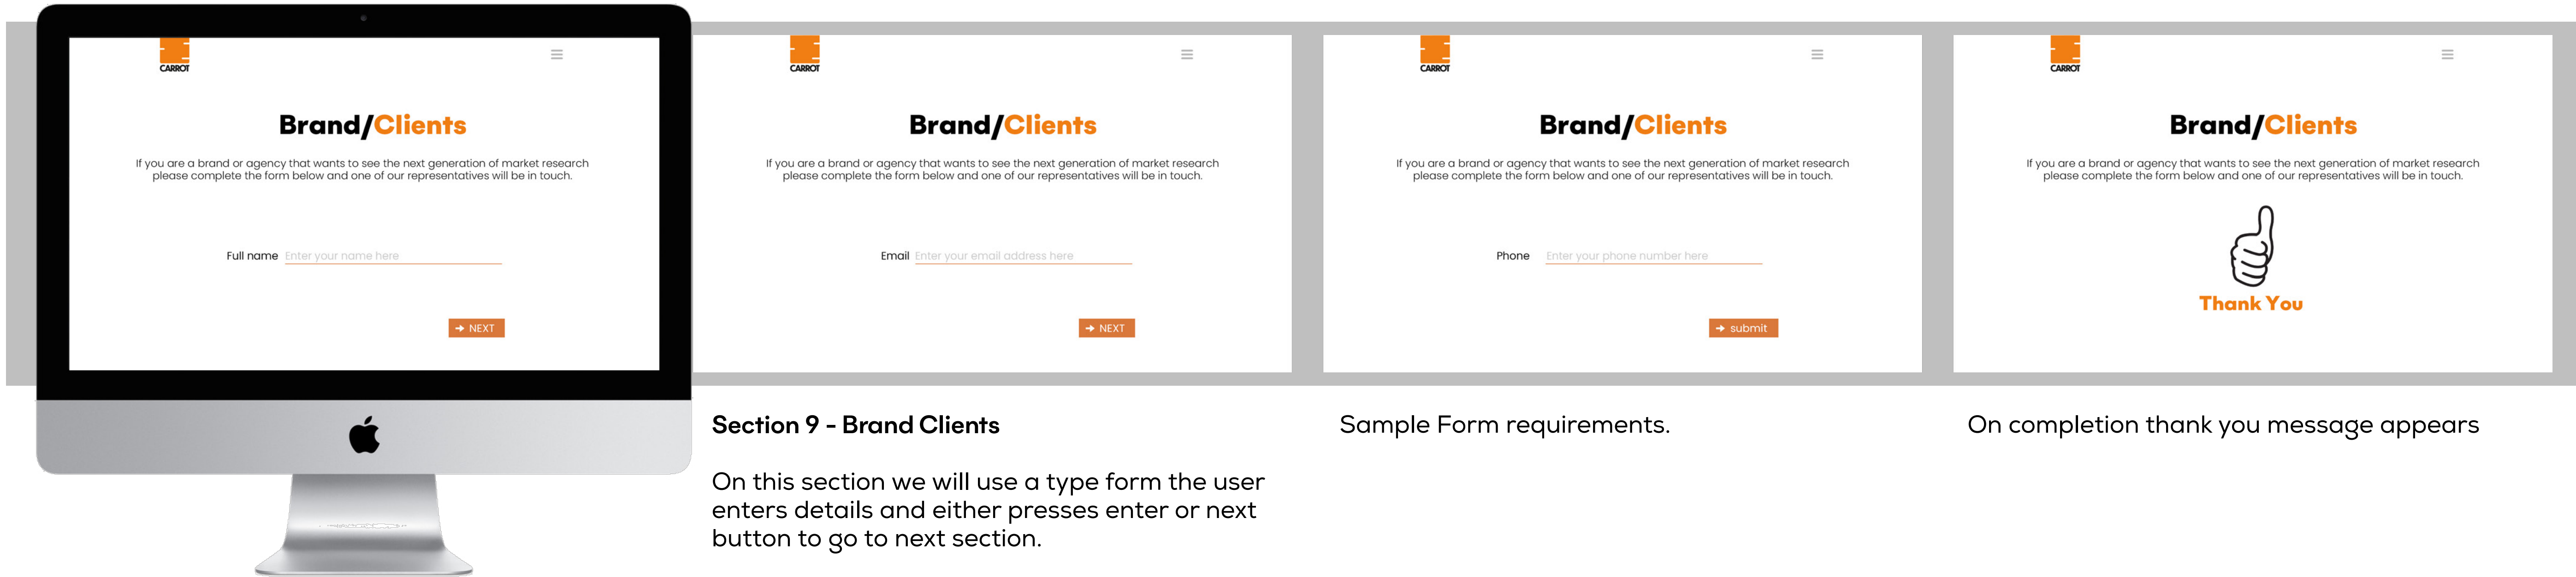 CARROT
Brand/Clients
If you are a brand or agency that wants to see the next generation of market research
please complete the form below and one of our representatives will be in touch.
Full name Enter your name here
NEXT
CARROT
Brand/Clients
If you are a brand or agency that wants to see the next generation of market research
please complete the form below and one of our representatives will be in touch.
Email Enter your email address here
NEXT
CARROT
Brand/Clients
If you are a brand or agency that wants to see the next generation of market research
please complete the form below and one of our representatives will be in touch.
Phone Enter your phone number here
submit
CARROT
Brand/Clients
If you are a brand or agency that wants to see the next generation of market research
please complete the form below and one of our representatives will be in touch.
Thank You
Section 9 - Brand Clients
On this section we will use a type form the user
enters details and either presses enter or next
button to go to next section.
Sample Form requirements.
On completion thank you message appears